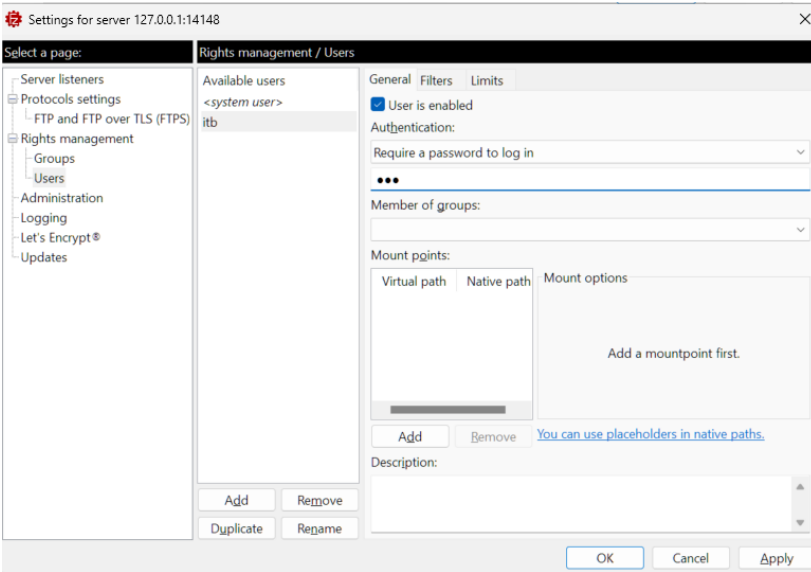 Settings for server 127.0.0.1:14148
Select a page:
Server listeners
Protocols settings
FTP and FTP over TLS (FTPS)
Rights management
Groups
Users
Administration
Logging
Let's Encrypt®
Updates
Rights management / Users
Available users
<system user>
itb
Add Remove
Duplicate Rename
General Filters Limits
User is enabled
Authentication:
Require a password to log in
●●●
Member of groups:
Mount points:
Virtual path Native path
Mount options
Add a mountpoint first.
Add Remove You can use placeholders in native paths.
Description:
OK Cancel Apply